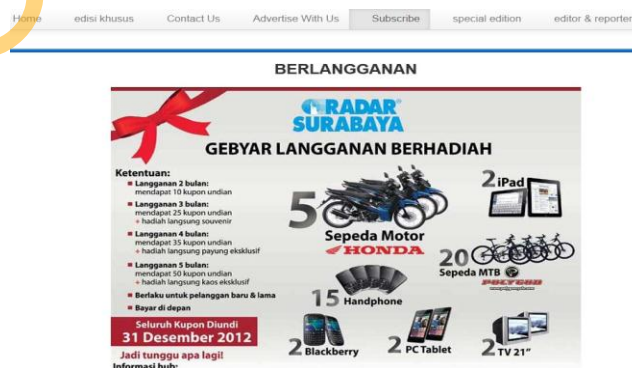 Home edisi khusus Contact Us Advertise With Us Subscribe special edition editor & reporter
BERLANGGANAN
RADAR
SURABAYA
GEBYAR LANGGANAN BERHADIAH
Ketentuan:
Langganan 2 bulan:
mendapat 10 kupon undian
Langganan 3 bulan:
mendapat 25 kupon undian
+ hadiah langsung souvenir
Langganan 4 bulan:
mendapat 35 kupon undian
+ hadiah langsung payung eksklusif
Langganan 5 bulan:
mendapat 50 kupon undian
+ hadiah langsung kaos eksklusif
Berlaku untuk pelanggan baru & lama
Bayar di depan
Seluruh Kupon Diundi
31 Desember 2012
Jadi tunggu apa lagi!
Informasi hub:
5
Sepeda Motor
HONDA
2 iPad
20
Sepeda MTB
POLYGON
15 Handphone
2 Blackberry
2 PC Tablet
2 TV 21"